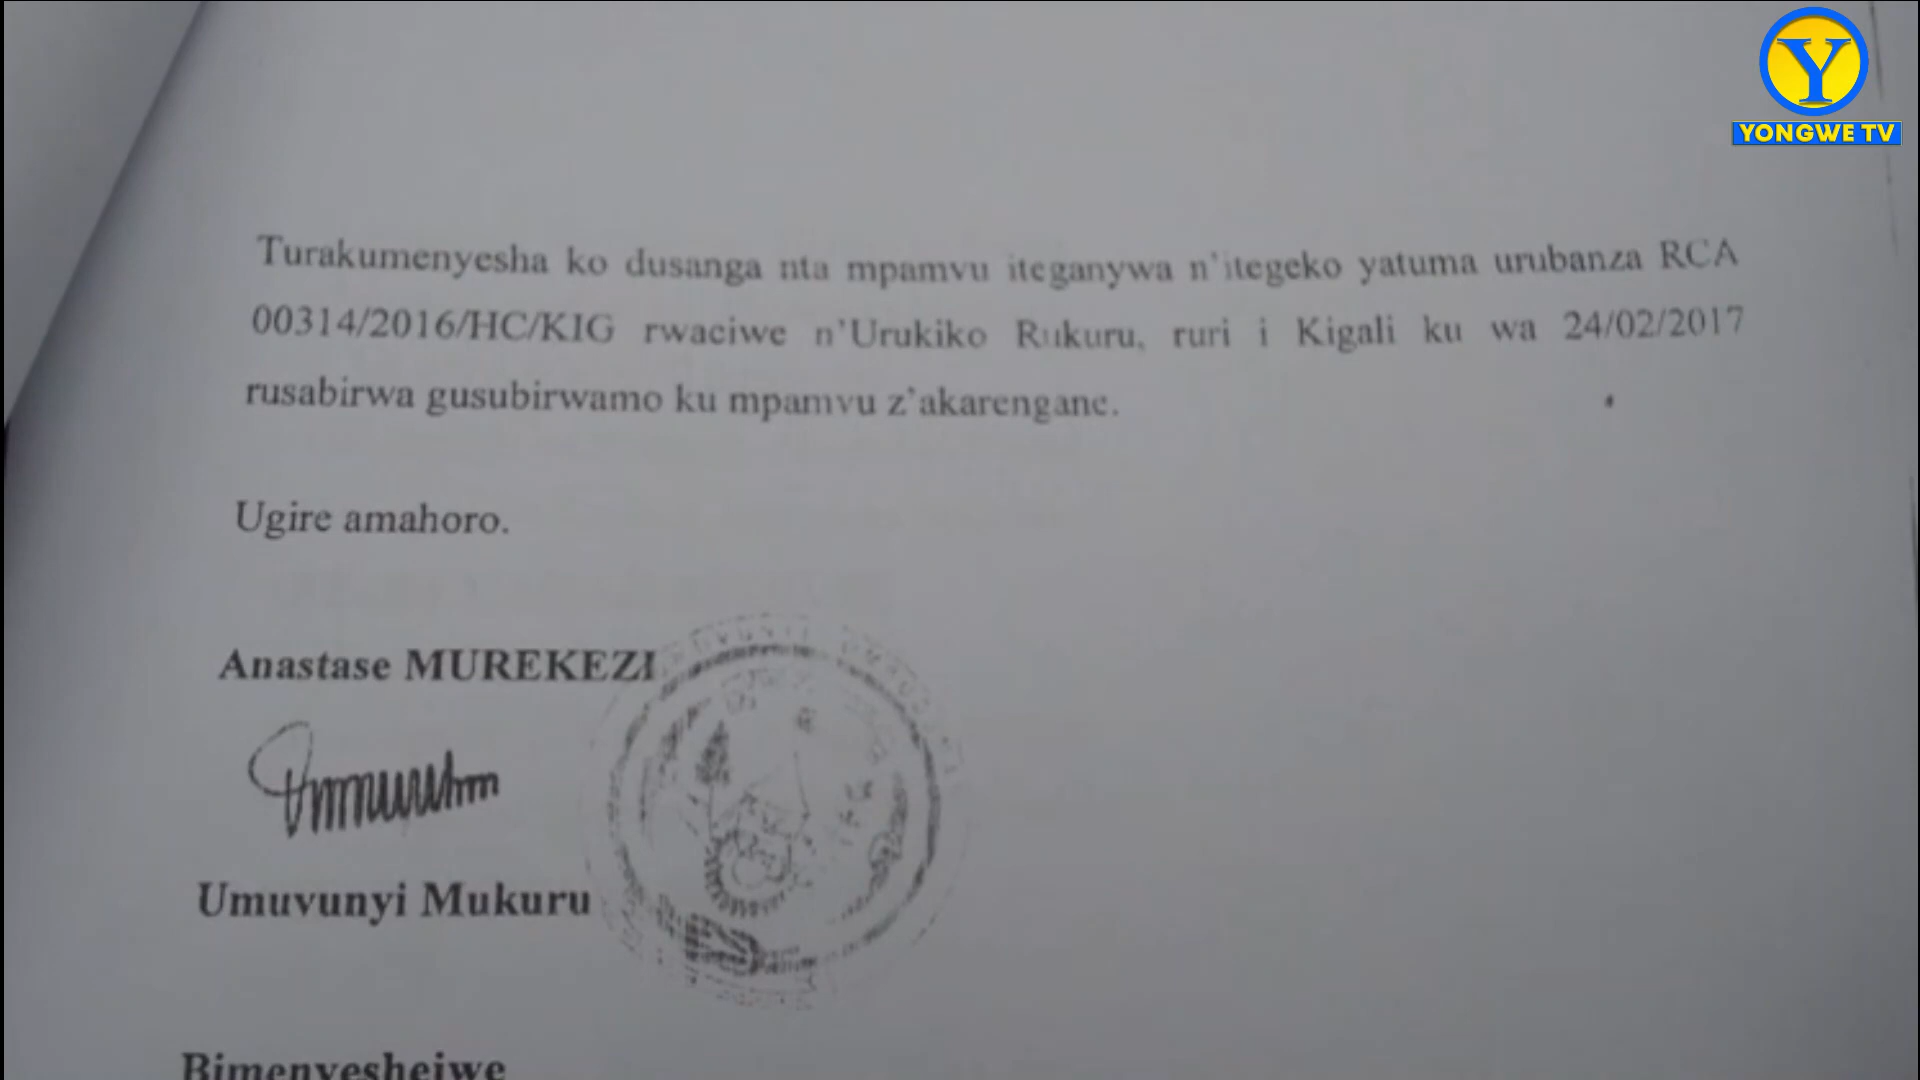 Y
YONGWE TV
Turakumenyesha ko dusanga nta mpamvu iteganywa n'itegeko yatuma urubanza RCA
00314/2016/HC/KIG rwaciwe n'Urukiko Rukuru, ruri i Kigali ku wa 24/02/2017
rusabirwa gusubirwamo ku mpamvu z'akarengane.
Ugire amahoro.
Anastase MUREKEZI
Umuvunyi Mukuru
Bimenyeshejwe